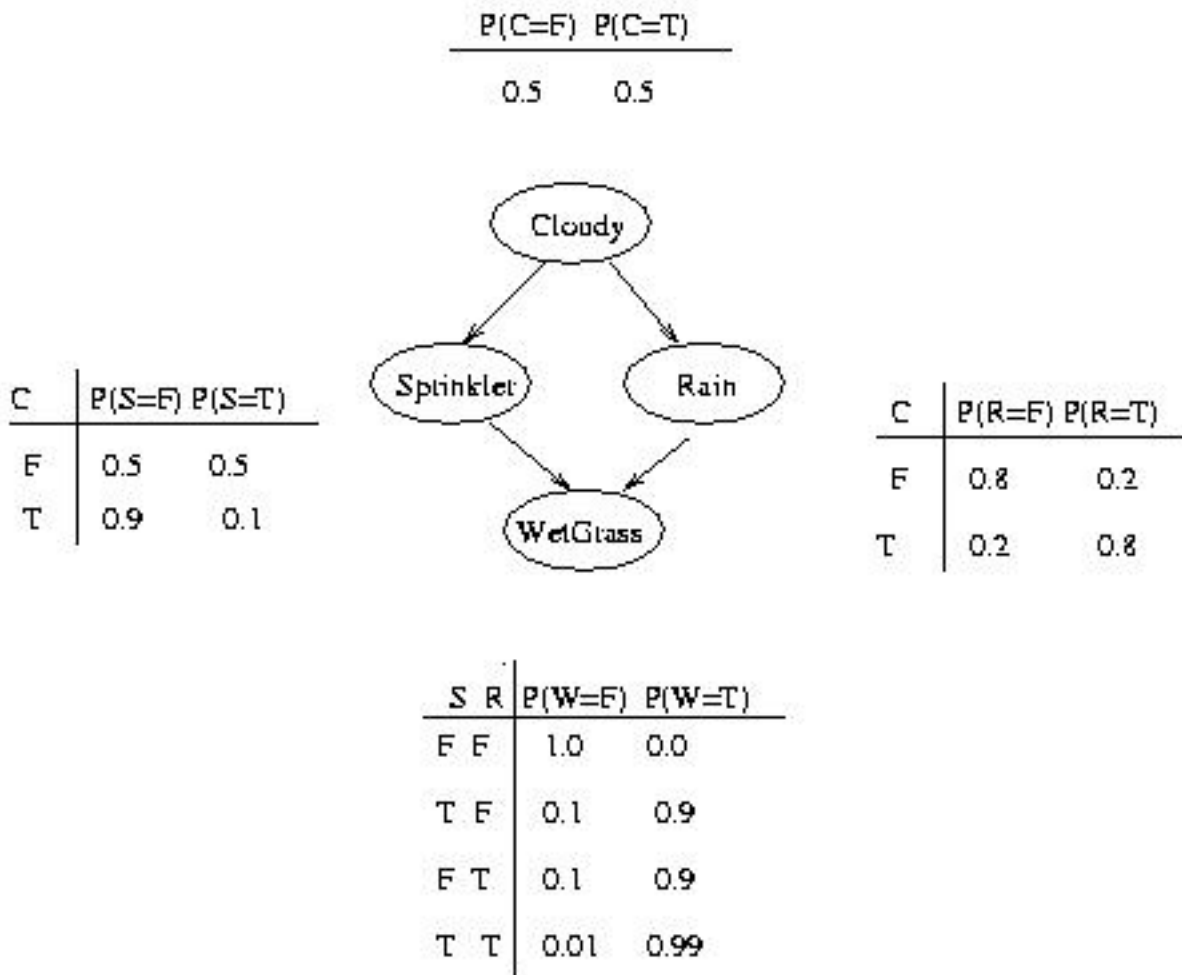 P(C=F) P(C=T)
0.5 0.5
Cloudy
Sprinkler Rain
C P(S=F) P(S=T)
F 0.5 0.5
T 0.9 0.1
C P(R=F) P(R=T)
F 0.8 0.2
T 0.2 0.8
WetGrass
S R P(W=F) P(W=T)
F F 1.0 0.0
T F 0.1 0.9
F T 0.1 0.9
T T 0.01 0.99